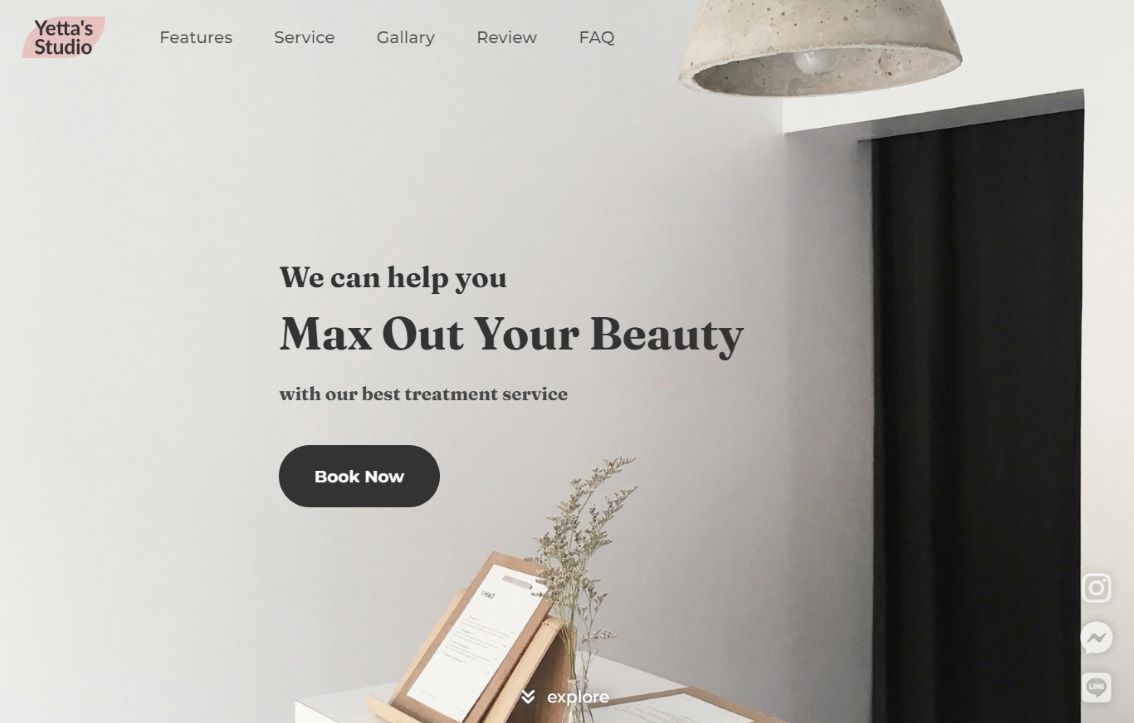 Yetta's
Studio
Features
Service
Gallary
Review
FAQ
We can help you
Max Out Your Beauty
with our best treatment service
Book Now
LINE
explore